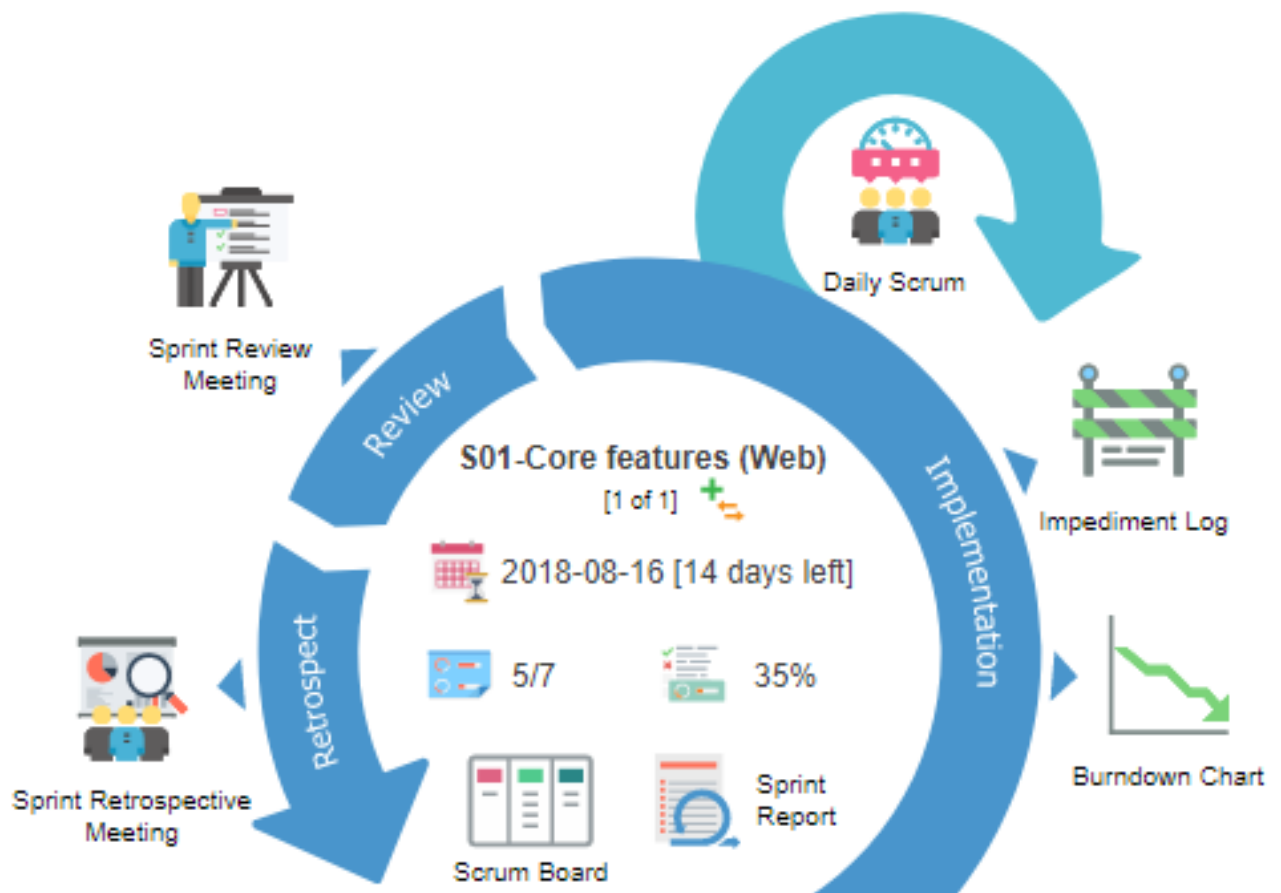 Daily Scrum
Sprint Review
Meeting
Review
S01-Core features (Web)
[1 of 1]
Implementation
Impediment Log
2018-08-16 [14 days left]
Retrospect
5/7
35%
Sprint Retrospective
Meeting
Burndown Chart
Sprint
Report
Scrum Board